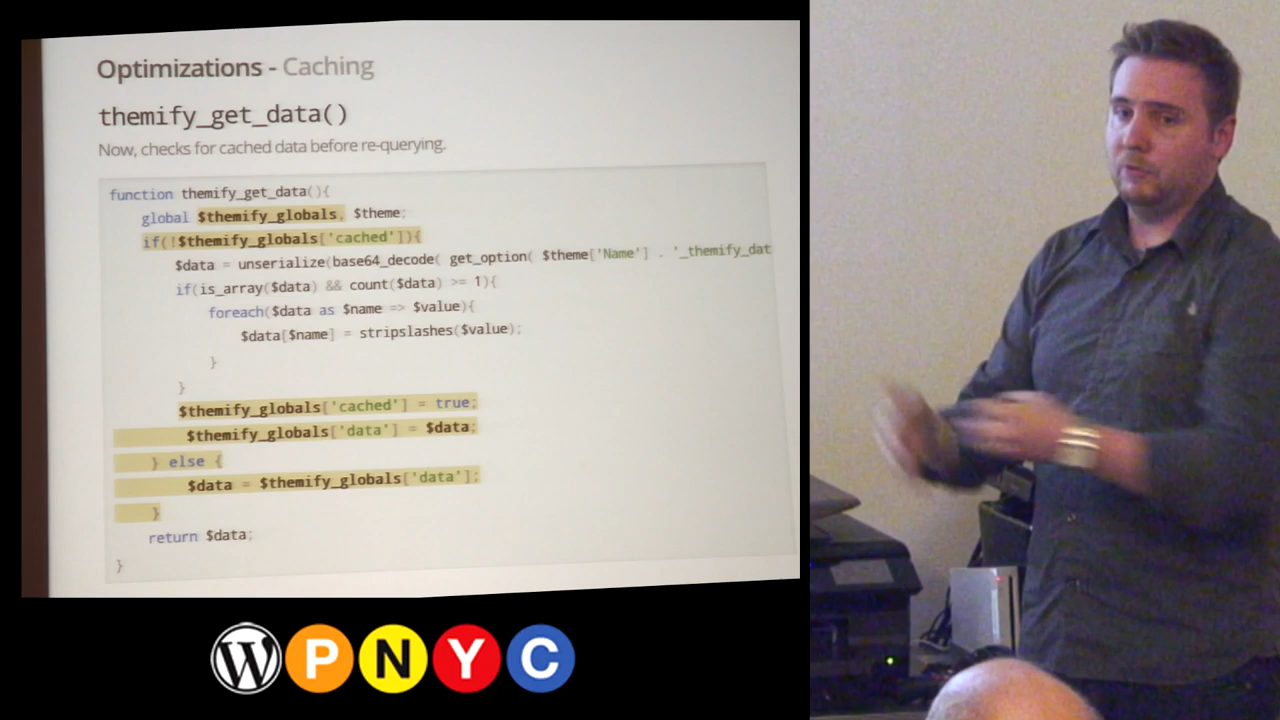 Optimizations - Caching
themify_get_data()
Now, checks for cached data before re-querying.
function themify_get_data(){
global $themify_globals, $theme;
if(!$themify_globals['cached']){
$data = unserialize(base64_decode( get_option( $theme['Name'] . '_themify_dat
if(is_array($data) && count($data) >= 1){
foreach($data as $name => $value){
$data[$name] = stripslashes($value);
}
}
$themify_globals['cached'] = true;
$themify_globals['data'] = $data;
} else {
$data = $themify_globals['data'];
}
return $data;
}
W P N Y C